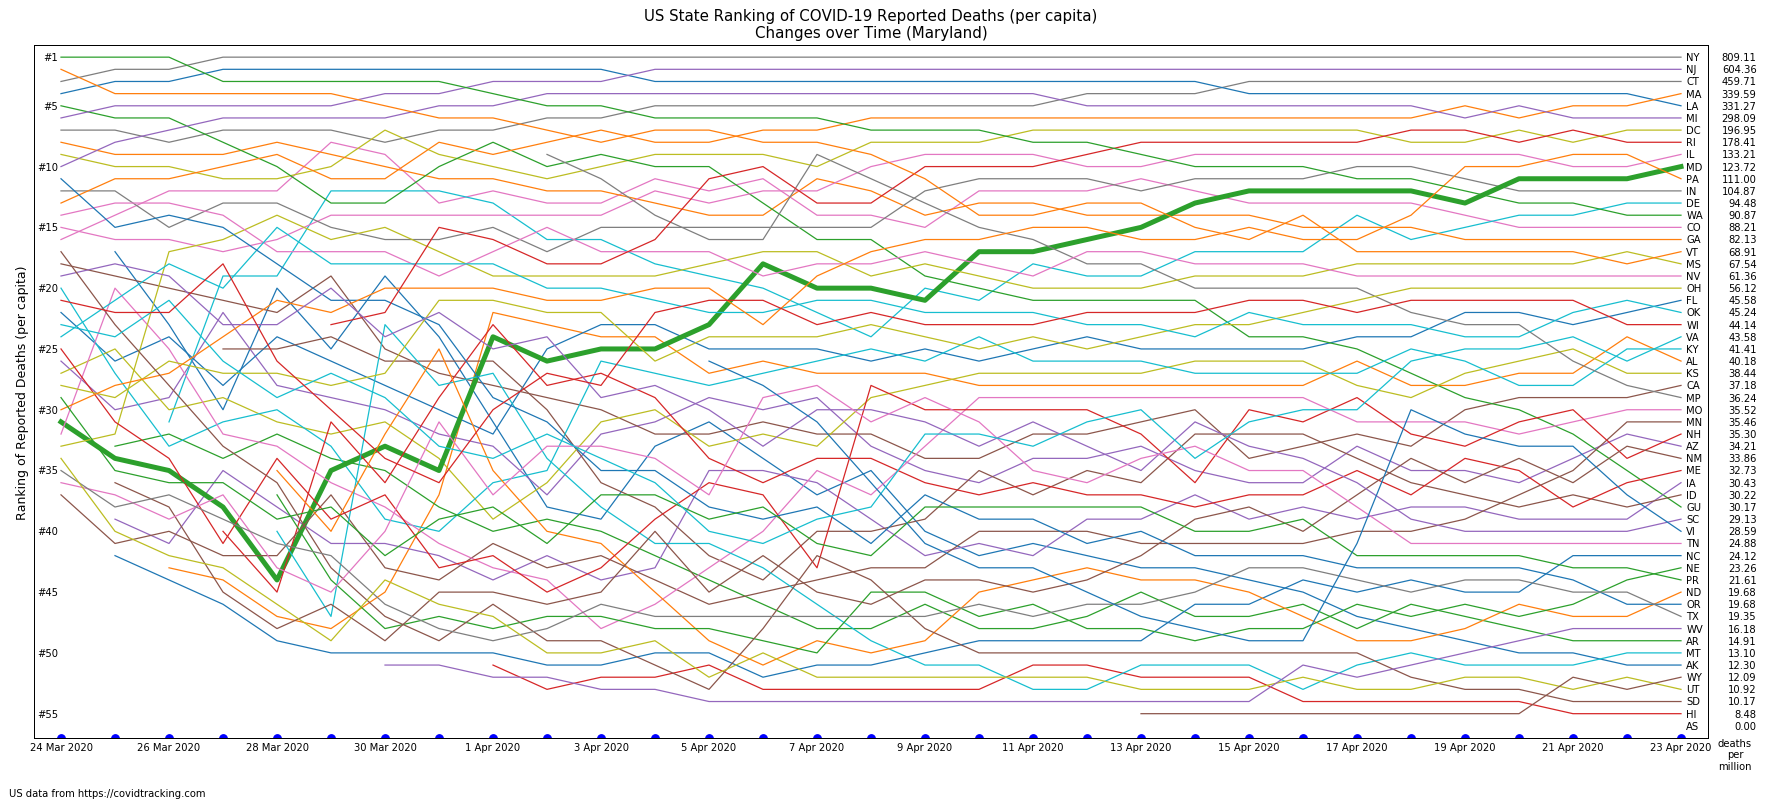 US State Ranking of COVID-19 Reported Deaths (per capita)
Changes over Time (Maryland)
Ranking of Reported Deaths (per capita)
#1
#5
#10
#15
#20
#25
#30
#35
#40
#45
#50
#55
NY 809.11
NJ 604.36
CT 459.71
MA 339.59
LA 331.27
MI 298.09
DC 196.95
RI 178.41
IL 133.21
MD 123.72
PA 111.00
IN 104.87
DE 94.48
WA 90.87
CO 88.21
GA 82.13
VT 68.91
MS 67.54
NV 61.36
OH 56.12
FL 45.58
OK 45.24
WI 44.14
VA 43.58
KY 41.41
AL 40.18
KS 38.44
CA 37.18
MP 36.24
MO 35.52
MN 35.46
NH 35.30
AZ 34.21
NM 33.86
ME 32.73
IA 30.43
ID 30.22
GU 30.17
SC 29.13
VI 28.59
TN 24.88
NC 24.12
NE 23.26
PR 21.61
ND 19.68
OR 19.68
TX 19.35
WV 16.18
AR 14.91
MT 13.10
AK 12.30
WY 12.09
UT 10.92
SD 10.17
HI 8.48
AS 0.00
24 Mar 2020 26 Mar 2020 28 Mar 2020 30 Mar 2020 1 Apr 2020 3 Apr 2020 5 Apr 2020 7 Apr 2020 9 Apr 2020 11 Apr 2020 13 Apr 2020 15 Apr 2020 17 Apr 2020 19 Apr 2020 21 Apr 2020 23 Apr 2020
deaths
per
million
US data from https://covidtracking.com